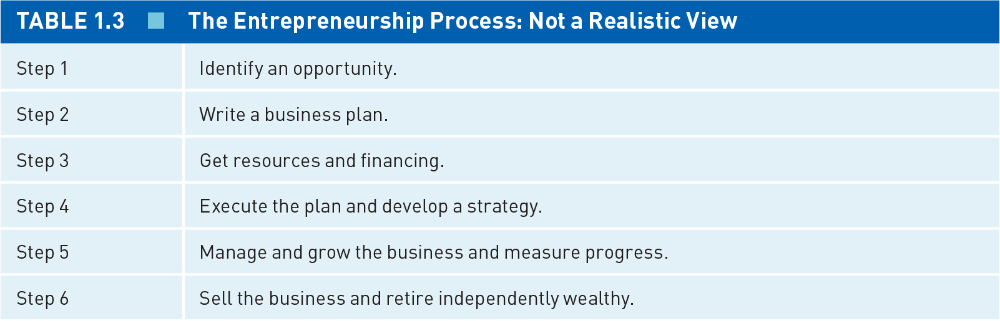 TABLE 1.3 The Entrepreneurship Process: Not a Realistic View
Step 1 Identify an opportunity.
Step 2 Write a business plan.
Step 3 Get resources and financing.
Step 4 Execute the plan and develop a strategy.
Step 5 Manage and grow the business and measure progress.
Step 6 Sell the business and retire independently wealthy.